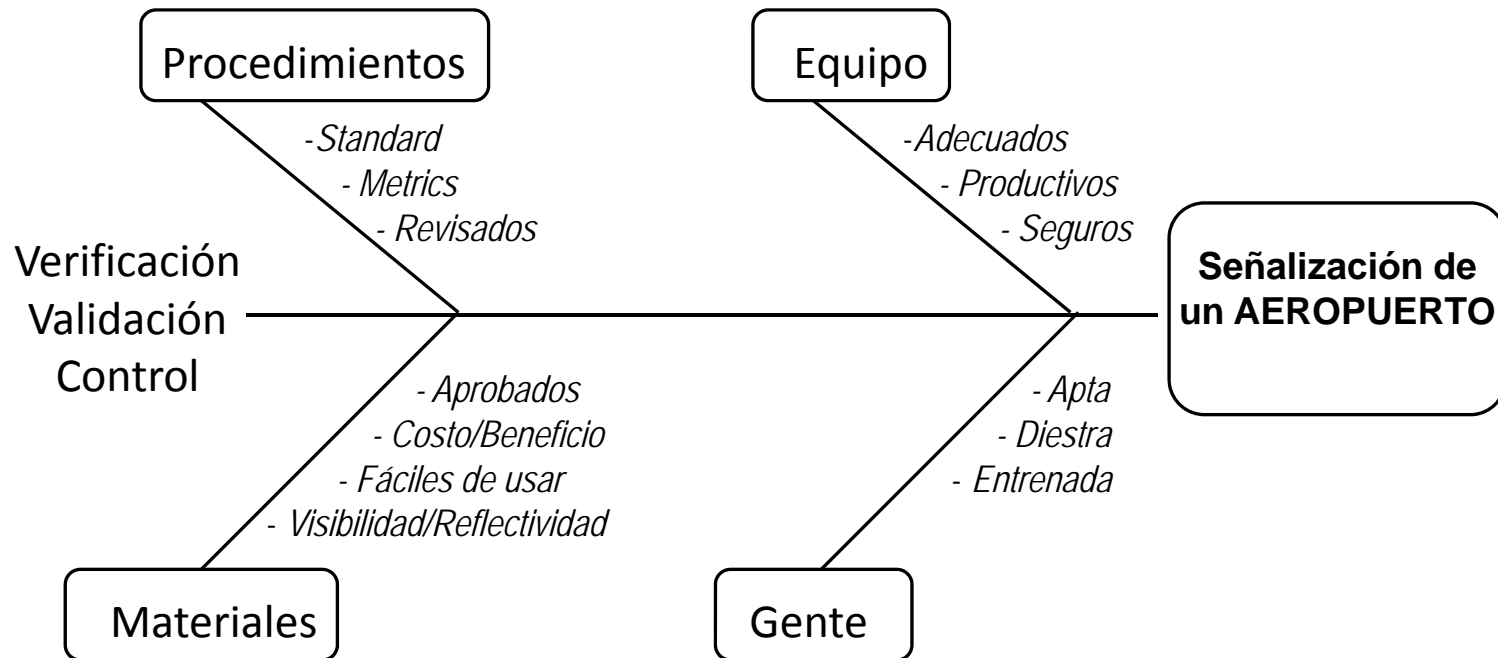 Procedimientos
-Standard
- Metrics
- Revisados
Equipo
-Adecuados
- Productivos
- Seguros
Verificación
Validación
Control
Señalización de
un AEROPUERTO
- Aprobados
- Costo/Beneficio
- Fáciles de usar
- Visibilidad/Reflectividad
Materiales
- Apta
- Diestra
- Entrenada
Gente